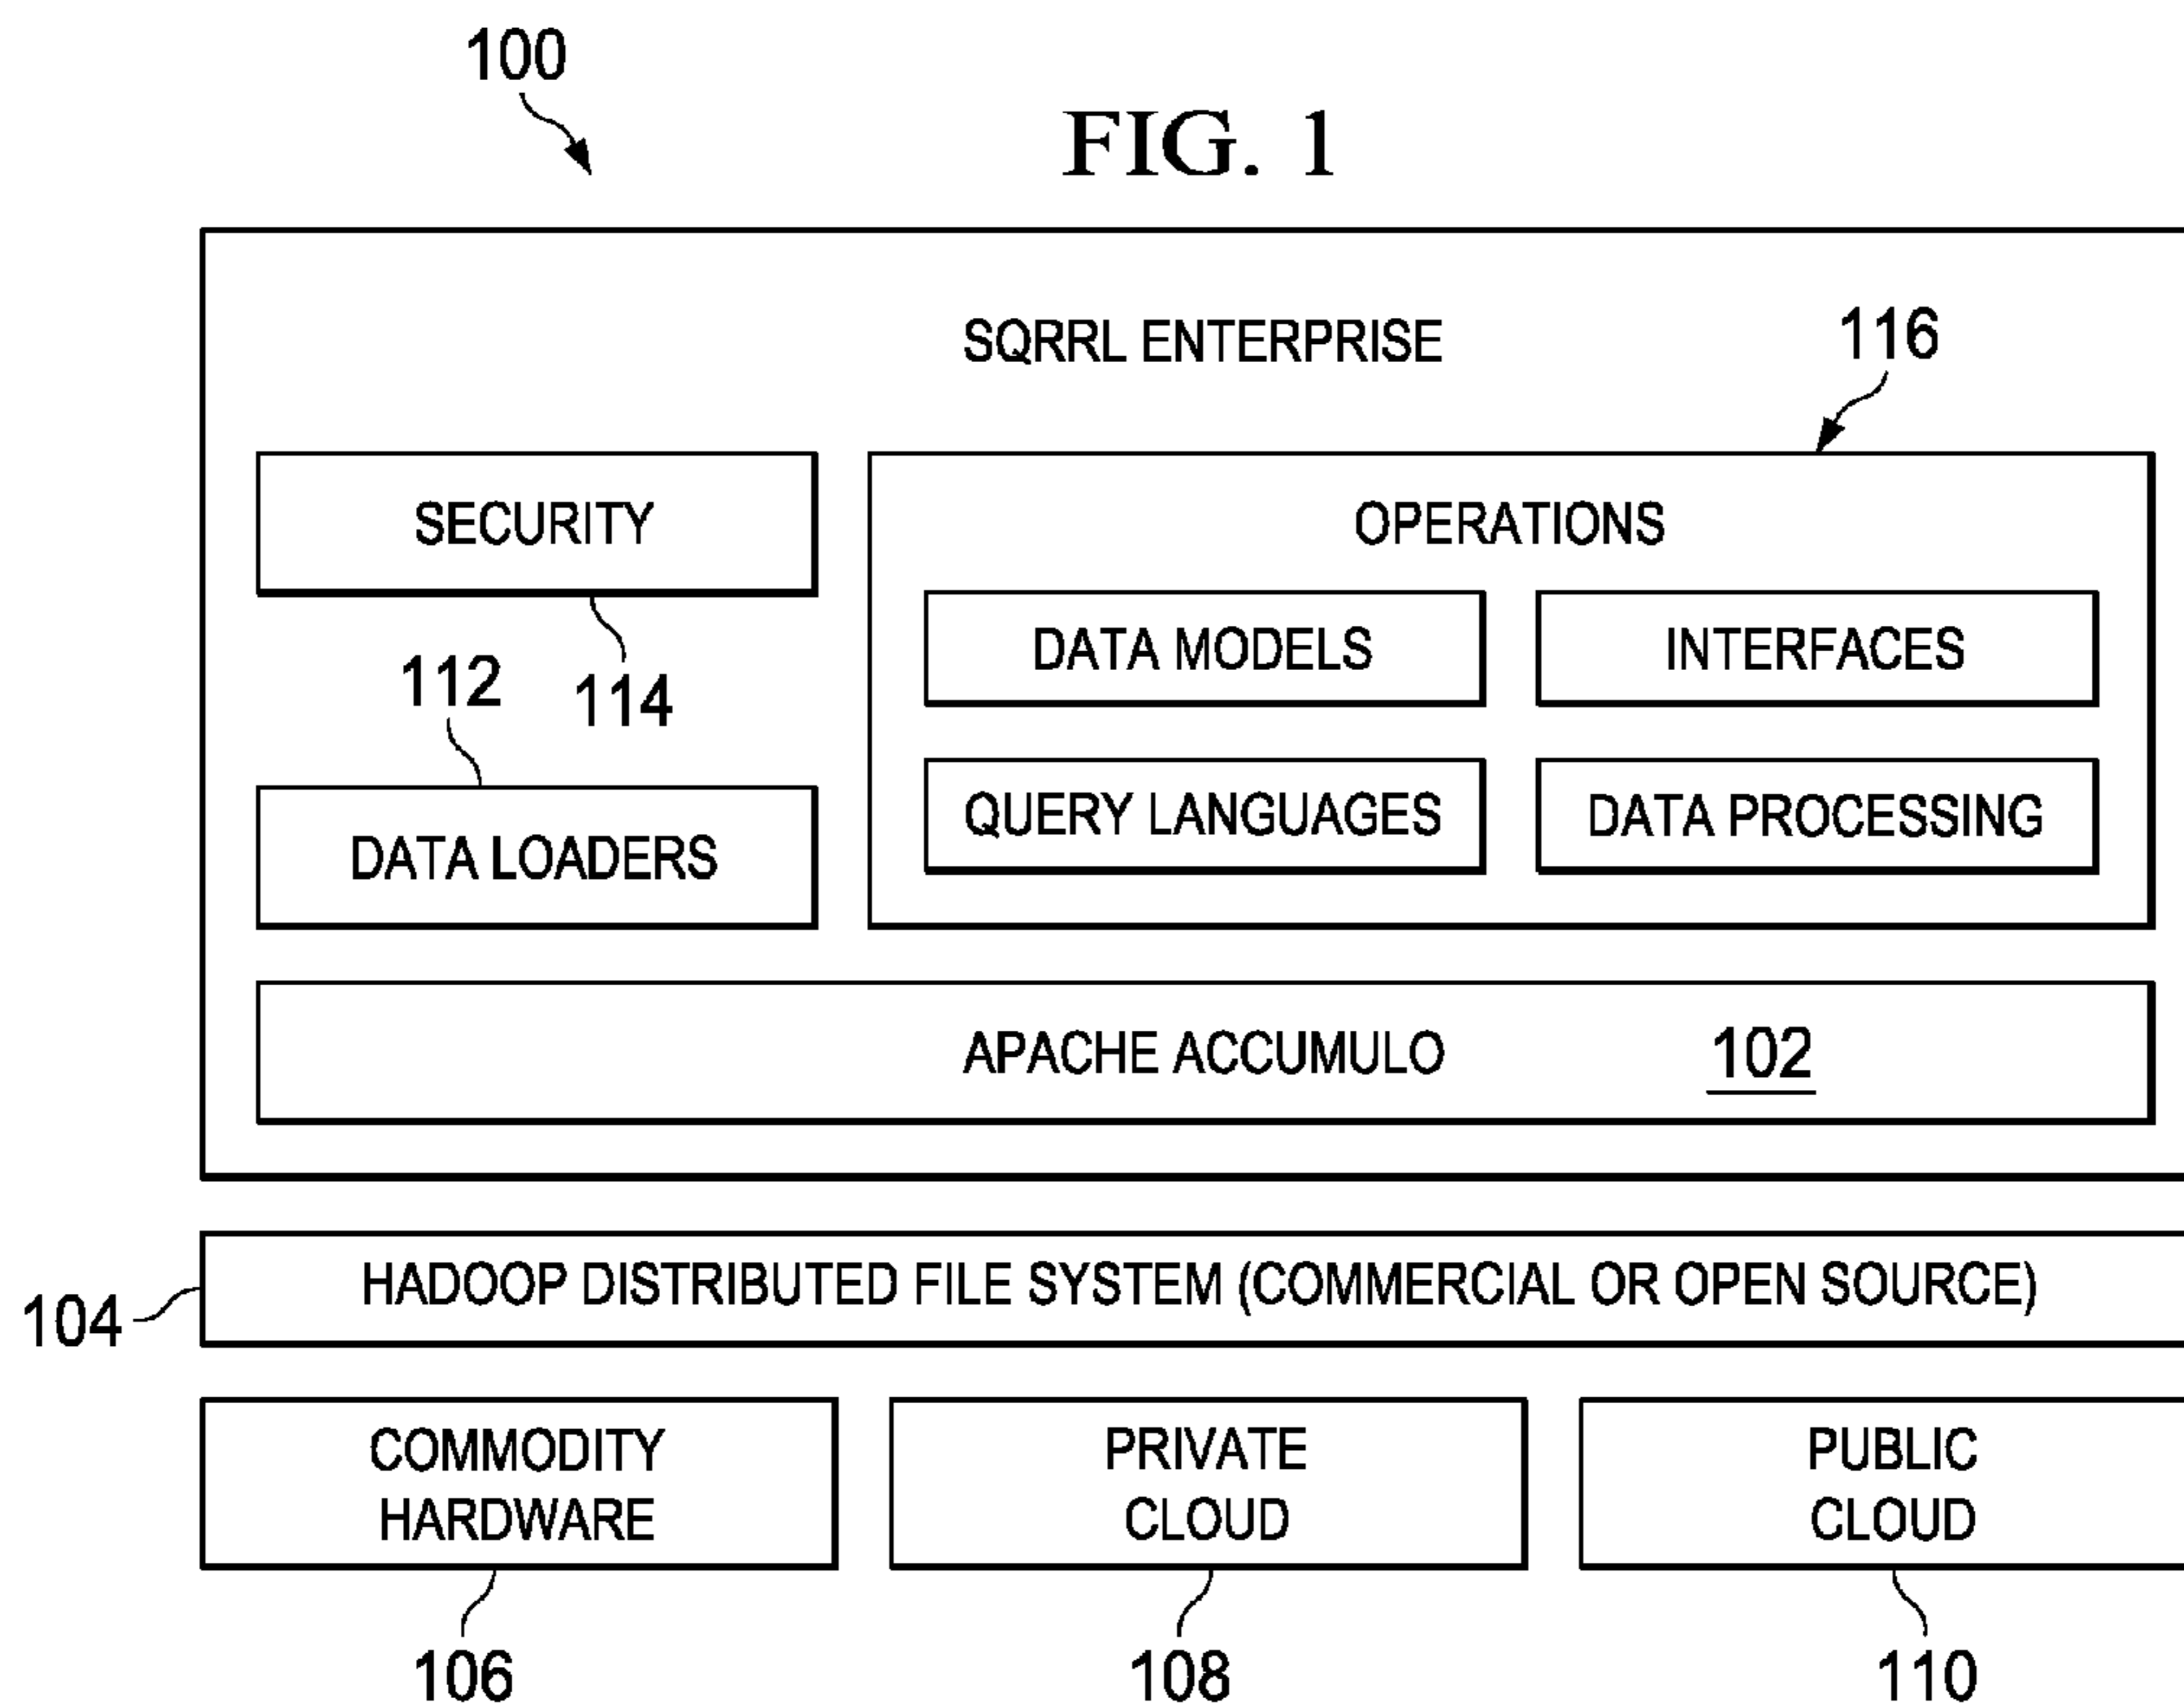 100
FIG. 1
SQRRL ENTERPRISE
116
SECURITY
OPERATIONS
DATA MODELS
INTERFACES
112
114
QUERY LANGUAGES
DATA PROCESSING
DATA LOADERS
APACHE ACCUMULO 102
HADOOP DISTRIBUTED FILE SYSTEM (COMMERCIAL OR OPEN SOURCE)
104
COMMODITY
HARDWARE
PRIVATE
CLOUD
PUBLIC
CLOUD
106
108
110